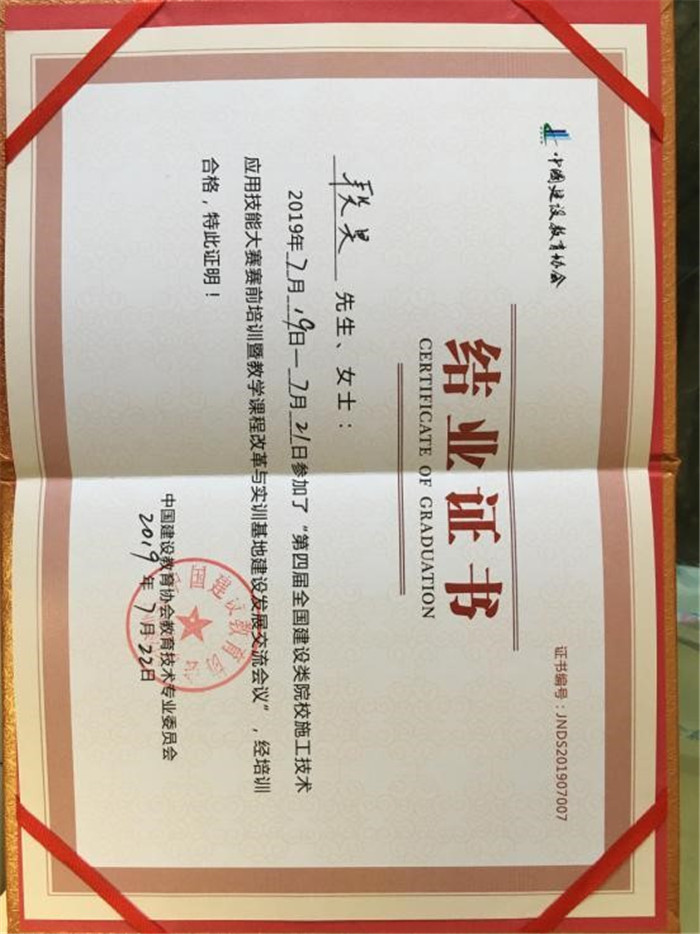 中国建设教育协会
证书编号：JNDS201907007
结业证书
CERTIFICATE OF GRADUATION
段昊 先生、女士：
2019年7月19日—7月21日参加了“第四届全国建设类院校施工技术
应用技能大赛赛前培训暨教学课程改革与实训基地建设发展交流会议”，经培训
合格，特此证明！
中国建设教育协会教育技术专业委员会
2019年7月22日